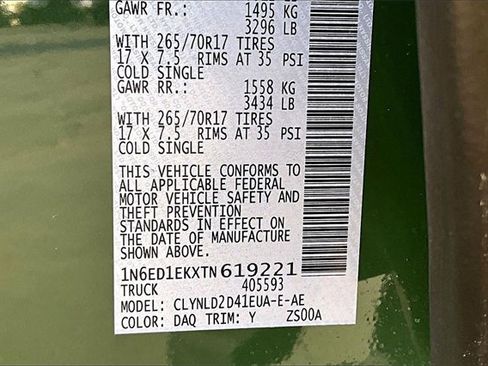 GAWR FR.: 1495 KG
3296 LB
WITH 265/70R17 TIRES
17 X 7.5 RIMS AT 35 PSI
COLD SINGLE
GAWR RR.: 1558 KG
3434 LB
WITH 265/70R17 TIRES
17 X 7.5 RIMS AT 35 PSI
COLD SINGLE
THIS VEHICLE CONFORMS TO
ALL APPLICABLE FEDERAL
MOTOR VEHICLE SAFETY AND
THEFT PREVENTION
STANDARDS IN EFFECT ON
THE DATE OF MANUFACTURE
SHOWN ABOVE.
1N6ED1EKXTN619221
TRUCK 405593
MODEL: CLYNLD2D41EUA-E-AE
COLOR: DAQ TRIM: Y ZS00A